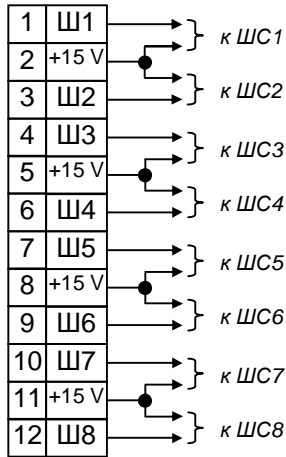 1 Ш1
к ШС1
2 +15 V
3 Ш2
к ШС2
4 Ш3
к ШС3
5 +15 V
6 Ш4
к ШС4
7 Ш5
к ШС5
8 +15 V
9 Ш6
к ШС6
10 Ш7
к ШС7
11 +15 V
12 Ш8
к ШС8